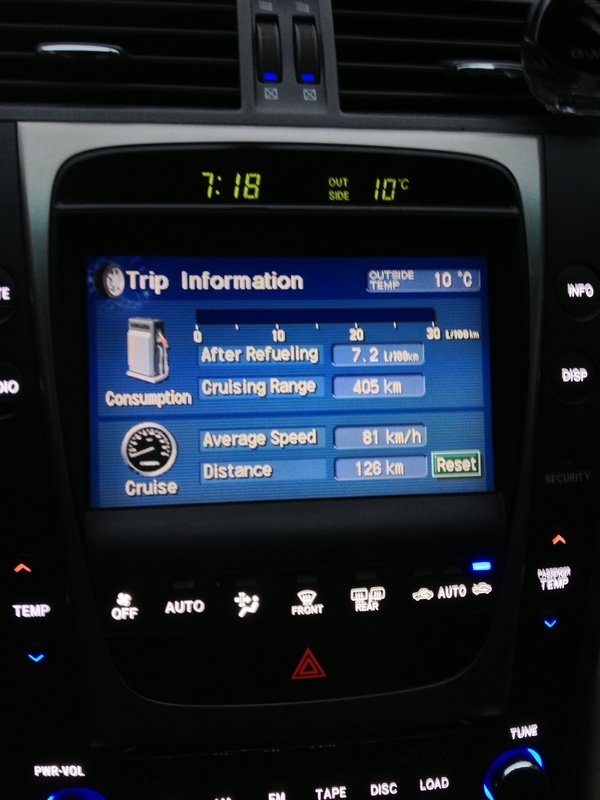 7:18 OUT SIDE 10°C
Trip Information OUTSIDE TEMP 10 °C
0 10 20 30 L/100km
After Refueling 7.2 L/100km
Consumption Cruising Range 405 km
Average Speed 81 km/h
Cruise Distance 126 km Reset
INFO
DISP
SECURITY
TEMP
OFF AUTO FRONT REAR AUTO
PASSENGER TEMP
PWR·VOL
TUNE
FM TAPE DISC LOAD